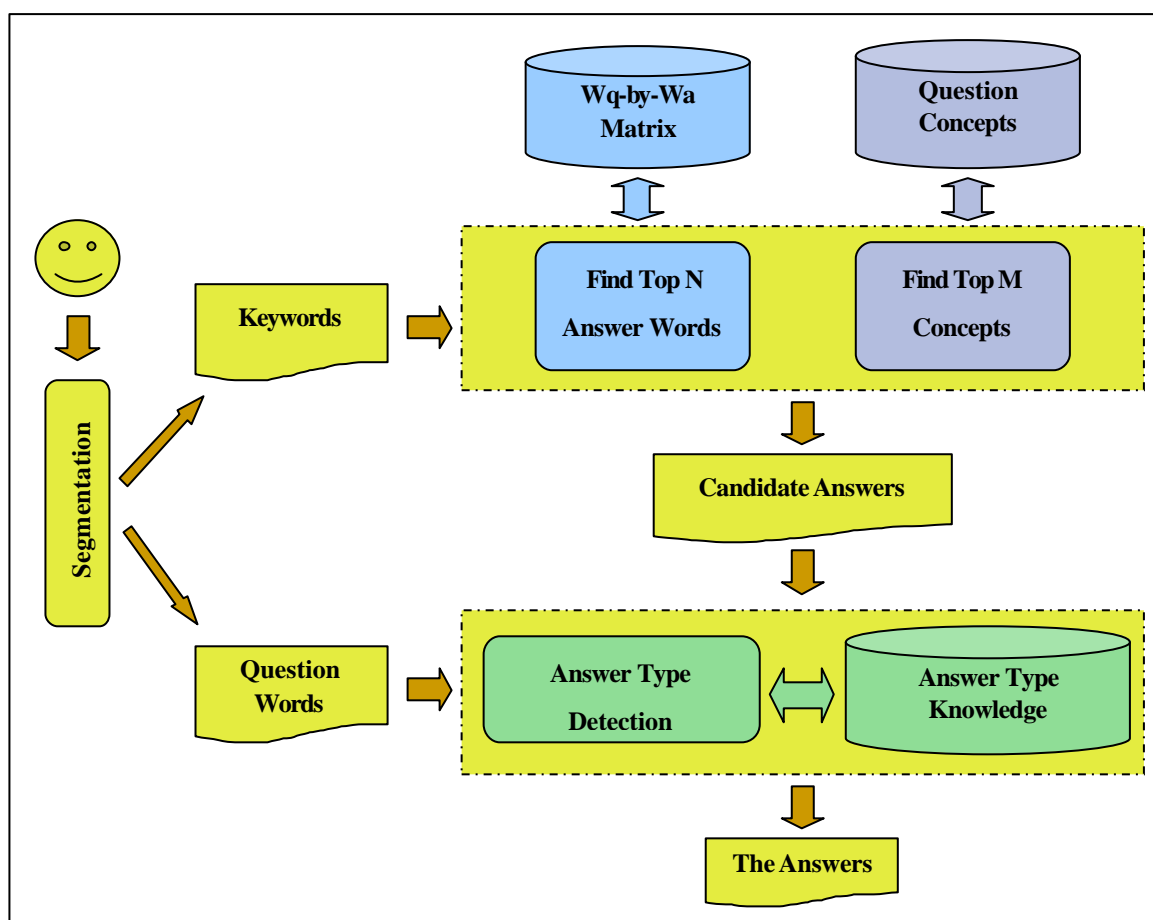 Wq-by-Wa
Matrix
Question
Concepts
Find Top N
Answer Words
Find Top M
Concepts
Keywords
Segmentation
Candidate Answers
Question
Words
Answer Type
Detection
Answer Type
Knowledge
The Answers